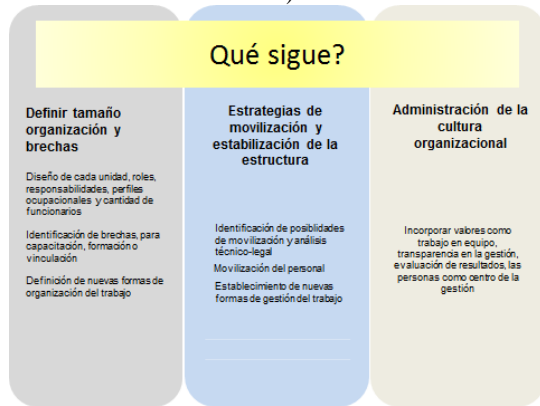 Qué sigue?
Definir tamaño
organización y
brechas
Diseño de cada unidad, roles,
responsabilidades, perfiles
ocupacionales y cantidad de
funcionarios
Identificación de brechas, para
capacitación, formación o
vinculación
Definición de nuevas formas de
organización del trabajo
Estrategias de
movilización y
estabilización de la
estructura
Identificación de posiblidades
de movilización y análisis
técnico-legal
Movilización del personal
Establecimiento de nuevas
formas de gestión del trabajo
Administración de la
cultura
organizacional
Incorporar valores como
trabajo en equipo,
transparencia en la gestión,
evaluación de resultados, las
personas como centro de la
gestión